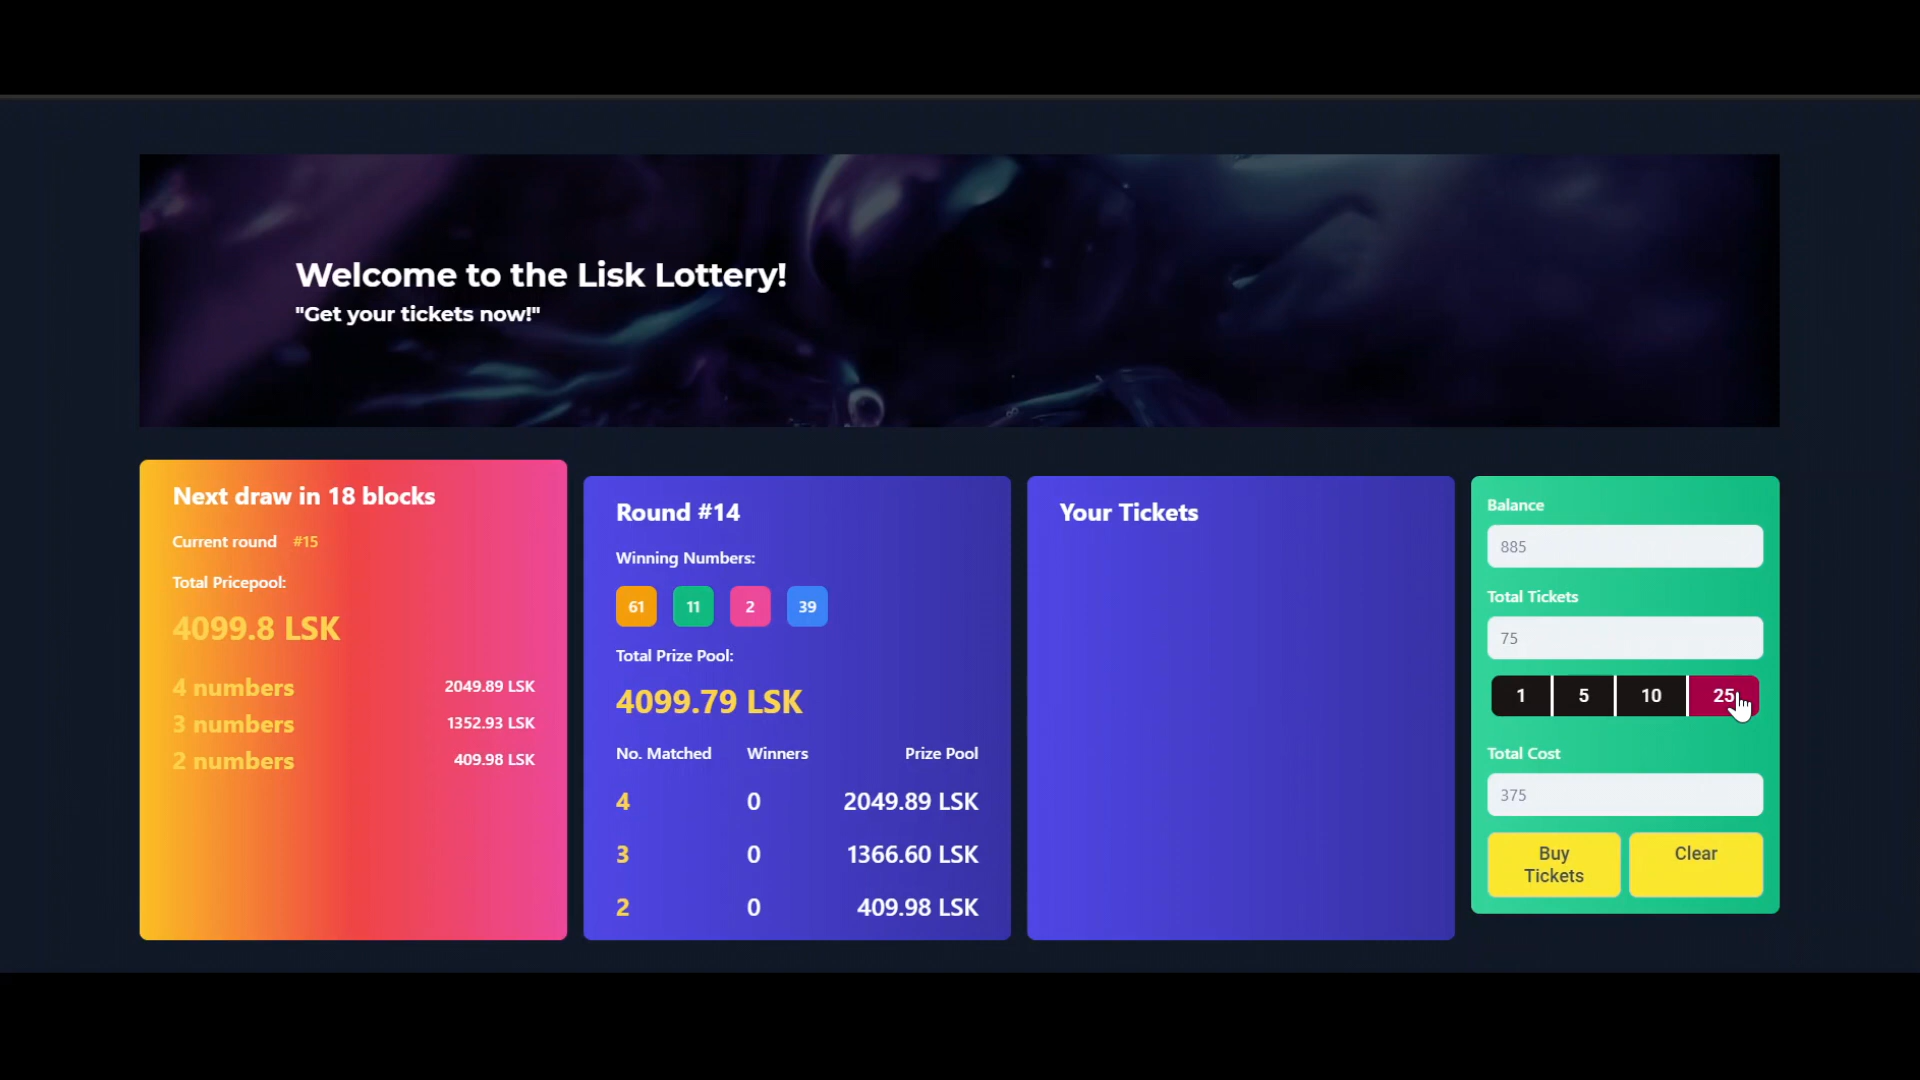 Welcome to the Lisk Lottery!
"Get your tickets now!"
Next draw in 18 blocks
Current round #15
Total Pricepool:
4099.8 LSK
4 numbers 2049.89 LSK
3 numbers 1352.93 LSK
2 numbers 409.98 LSK
Round #14
Winning Numbers:
61 11 2 39
Total Prize Pool:
4099.79 LSK
No. Matched Winners Prize Pool
4 0 2049.89 LSK
3 0 1366.60 LSK
2 0 409.98 LSK
Your Tickets
Balance
885
Total Tickets
75
1 5 10 25
Total Cost
375
Buy
Tickets
Clear